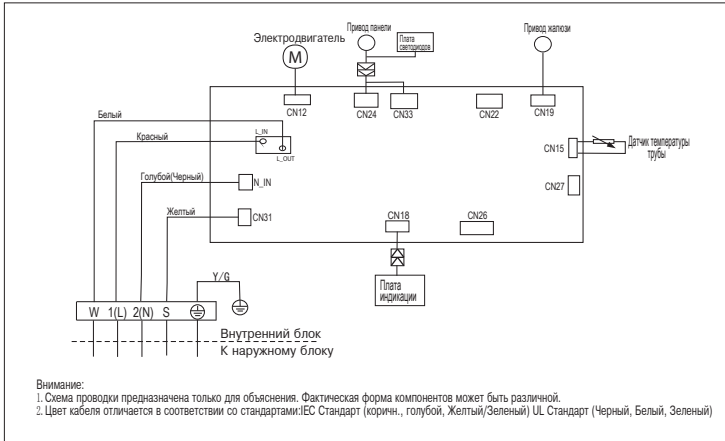 Привод панели
Электродвигатель
Плата
светодиодов
Привод жалюзи
M
CN12
CN24
CN33
CN22
CN19
Белый
Красный
L_IN
L_OUT
CN15
Датчик температуры
трубы
Голубой(Черный)
N_IN
CN27
Желтый
CN31
CN18
CN26
Y/G
Плата
индикации
W 1(L) 2(N) S
Внутренний блок
К наружному блоку
Внимание:
1. Схема проводки предназначена только для объяснения. Фактическая форма компонентов может быть различной.
2. Цвет кабеля отличается в соответствии со стандартами:IEC Стандарт (коричн., голубой, Желтый/Зеленый) UL Стандарт (Черный, Белый, Зеленый)